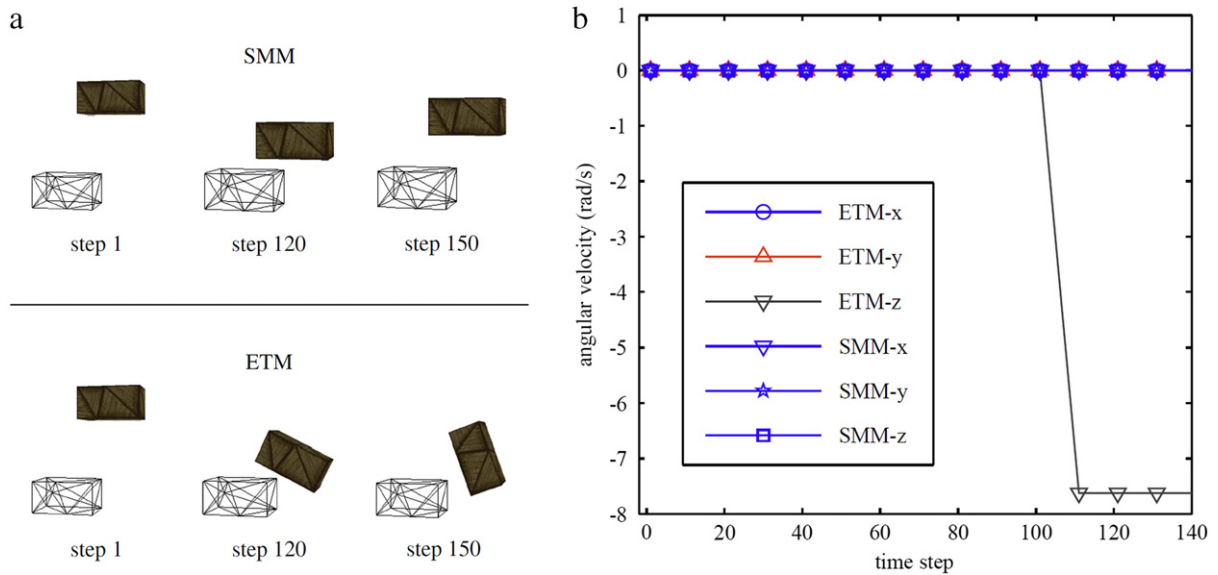 a
SMM
step 1
step 120
step 150
ETM
step 1
step 120
step 150
b
angular velocity (rad/s)
1
0
-1
-2
-3
-4
-5
-6
-7
-8
ETM-x
ETM-y
ETM-z
SMM-x
SMM-y
SMM-z
0 20 40 60 80 100 120 140
time step